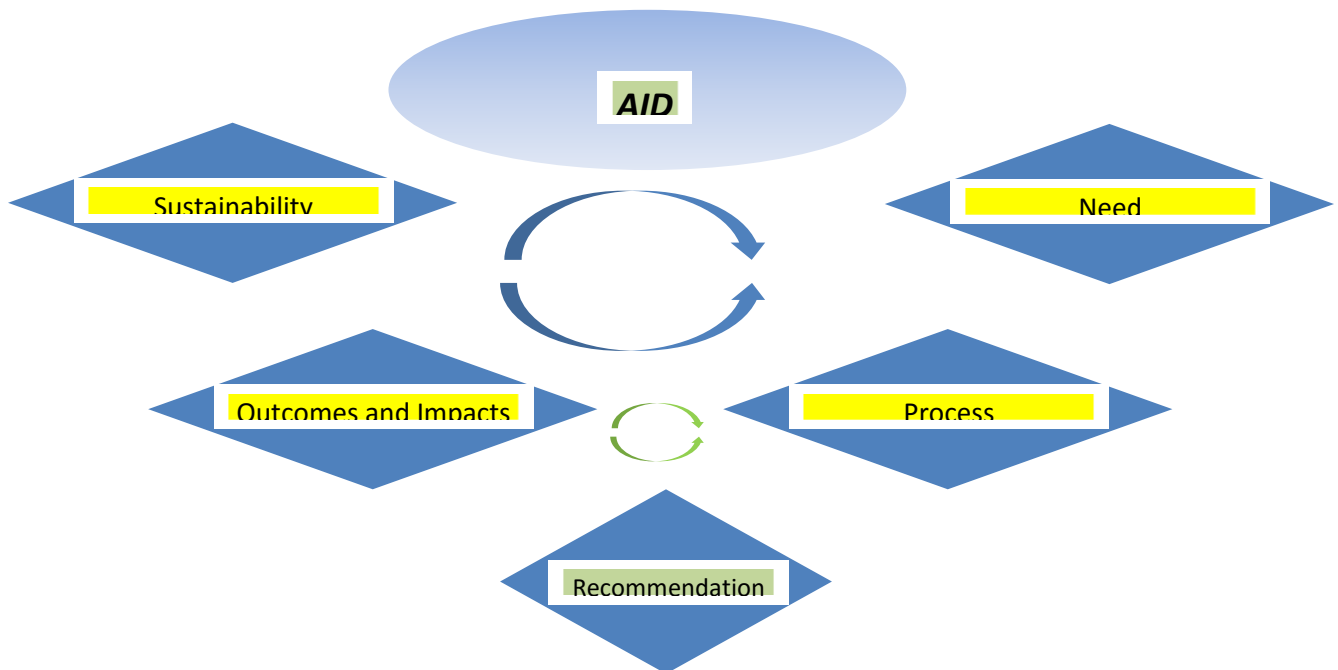 AID
Sustainability
Need
Outcomes and Impacts
Process
Recommendation